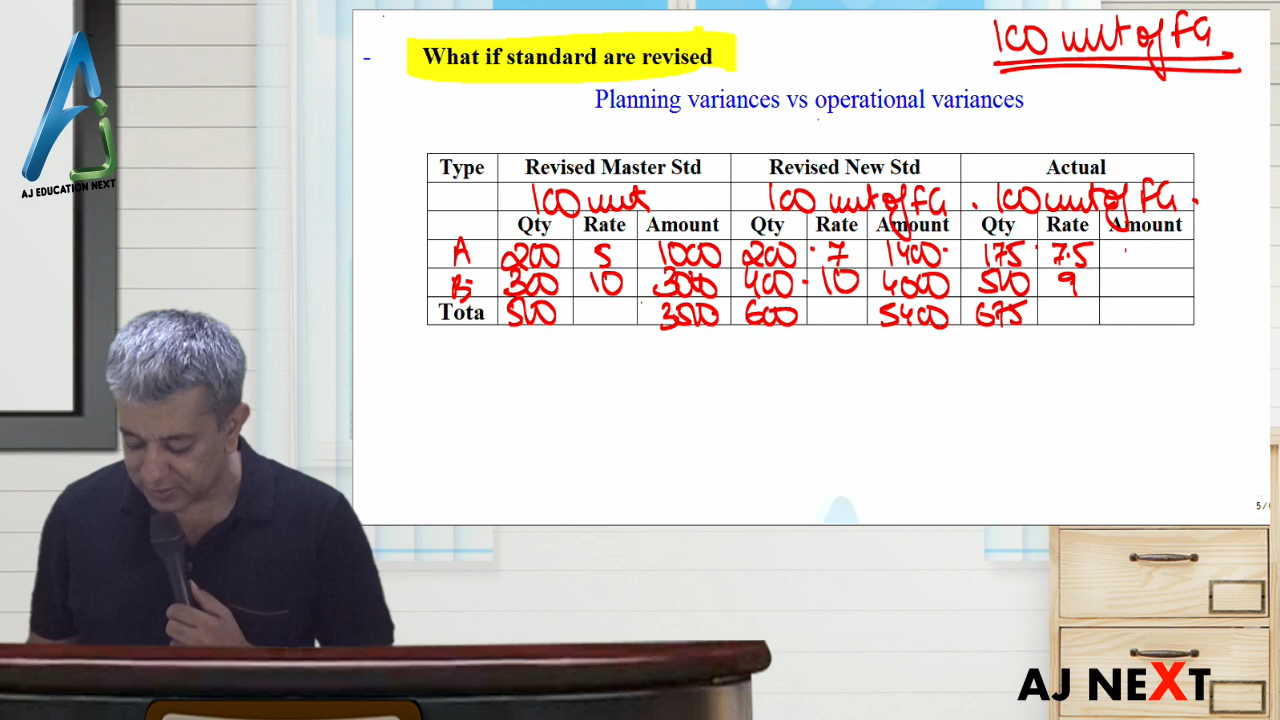 100 unit of FG
- What if standard are revised
Planning variances vs operational variances
Type Revised Master Std Revised New Std Actual
100 unit 100 unit of FG 100 unit of FG
Qty Rate Amount Qty Rate Amount Qty Rate Amount
A 200 5 1000 200 7 1400 175 7.5
B 300 10 3000 400 10 4000 500 9
Tota 500 3500 600 5400 675
5/
AJ EDUCATION NEXT
AJ NEXT